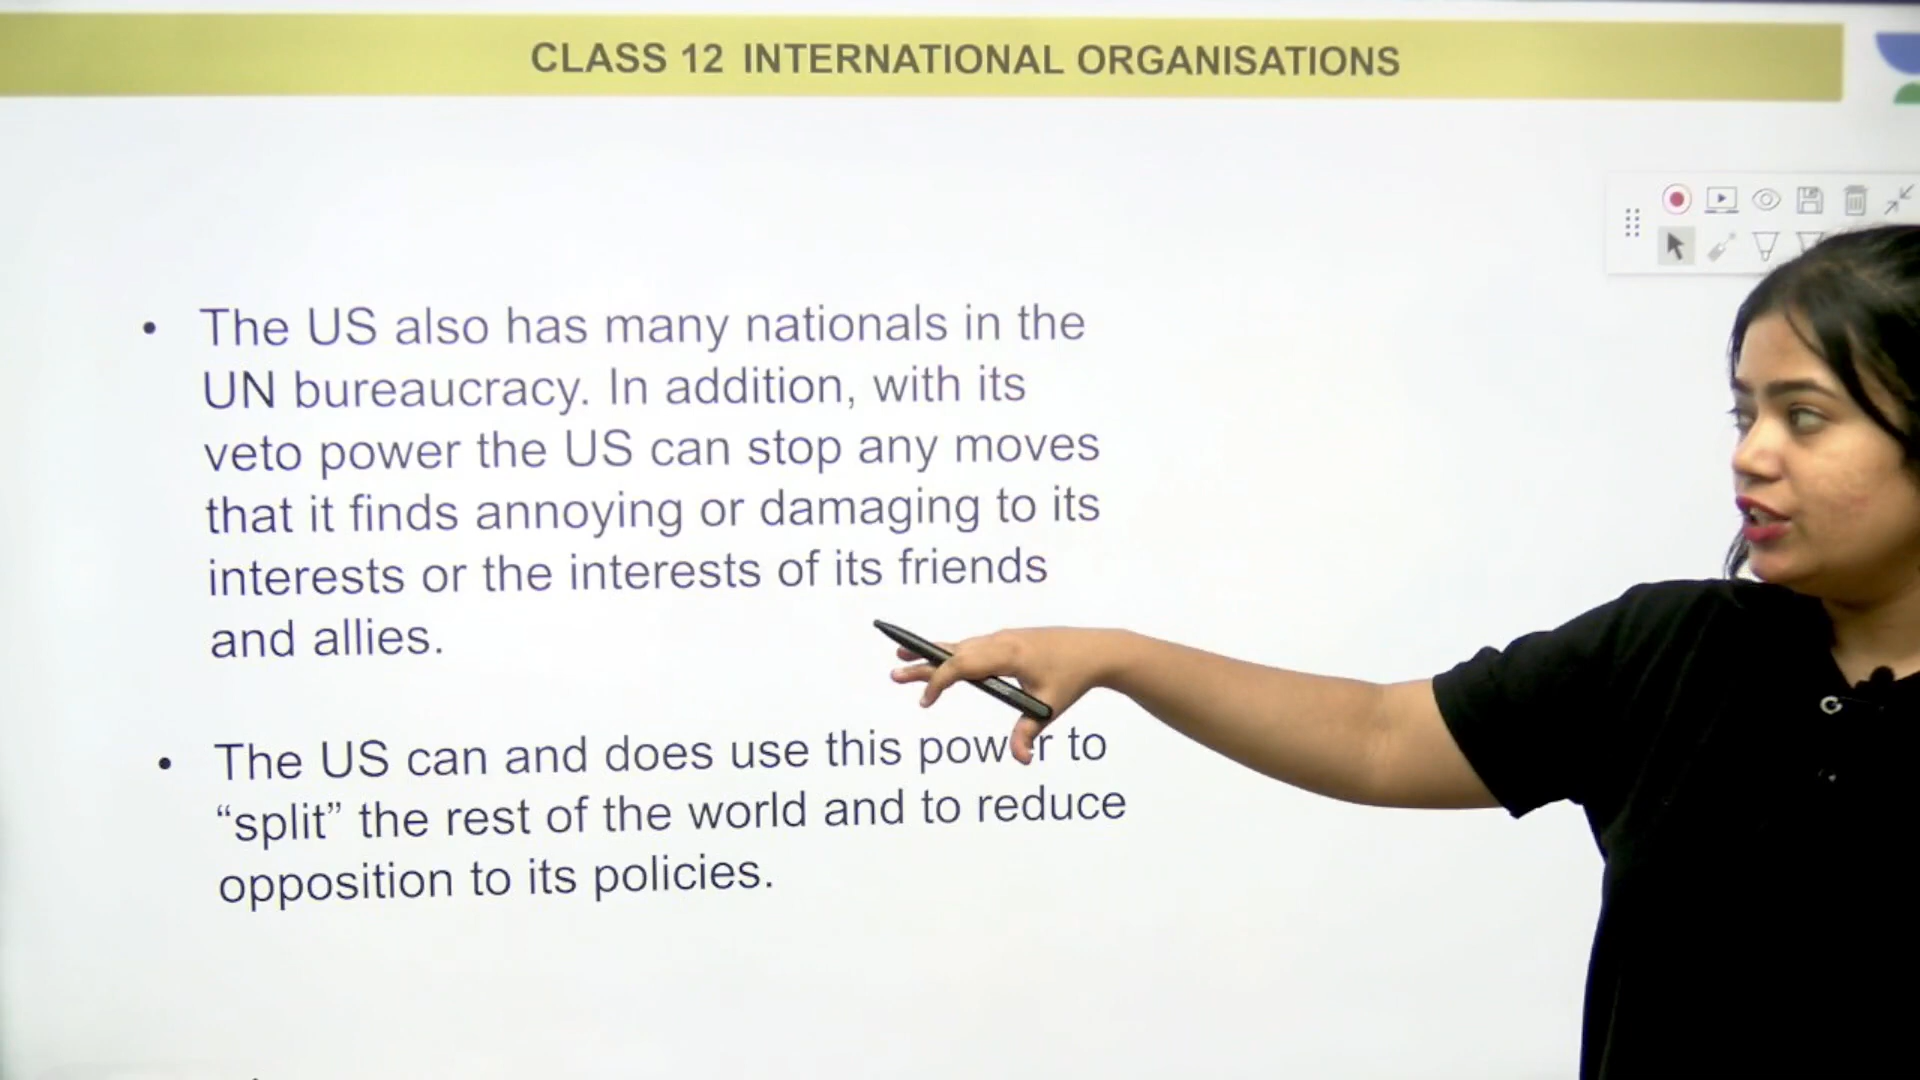 CLASS 12 INTERNATIONAL ORGANISATIONS
• The US also has many nationals in the
UN bureaucracy. In addition, with its
veto power the US can stop any moves
that it finds annoying or damaging to its
interests or the interests of its friends
and allies.
• The US can and does use this power to
“split” the rest of the world and to reduce
opposition to its policies.